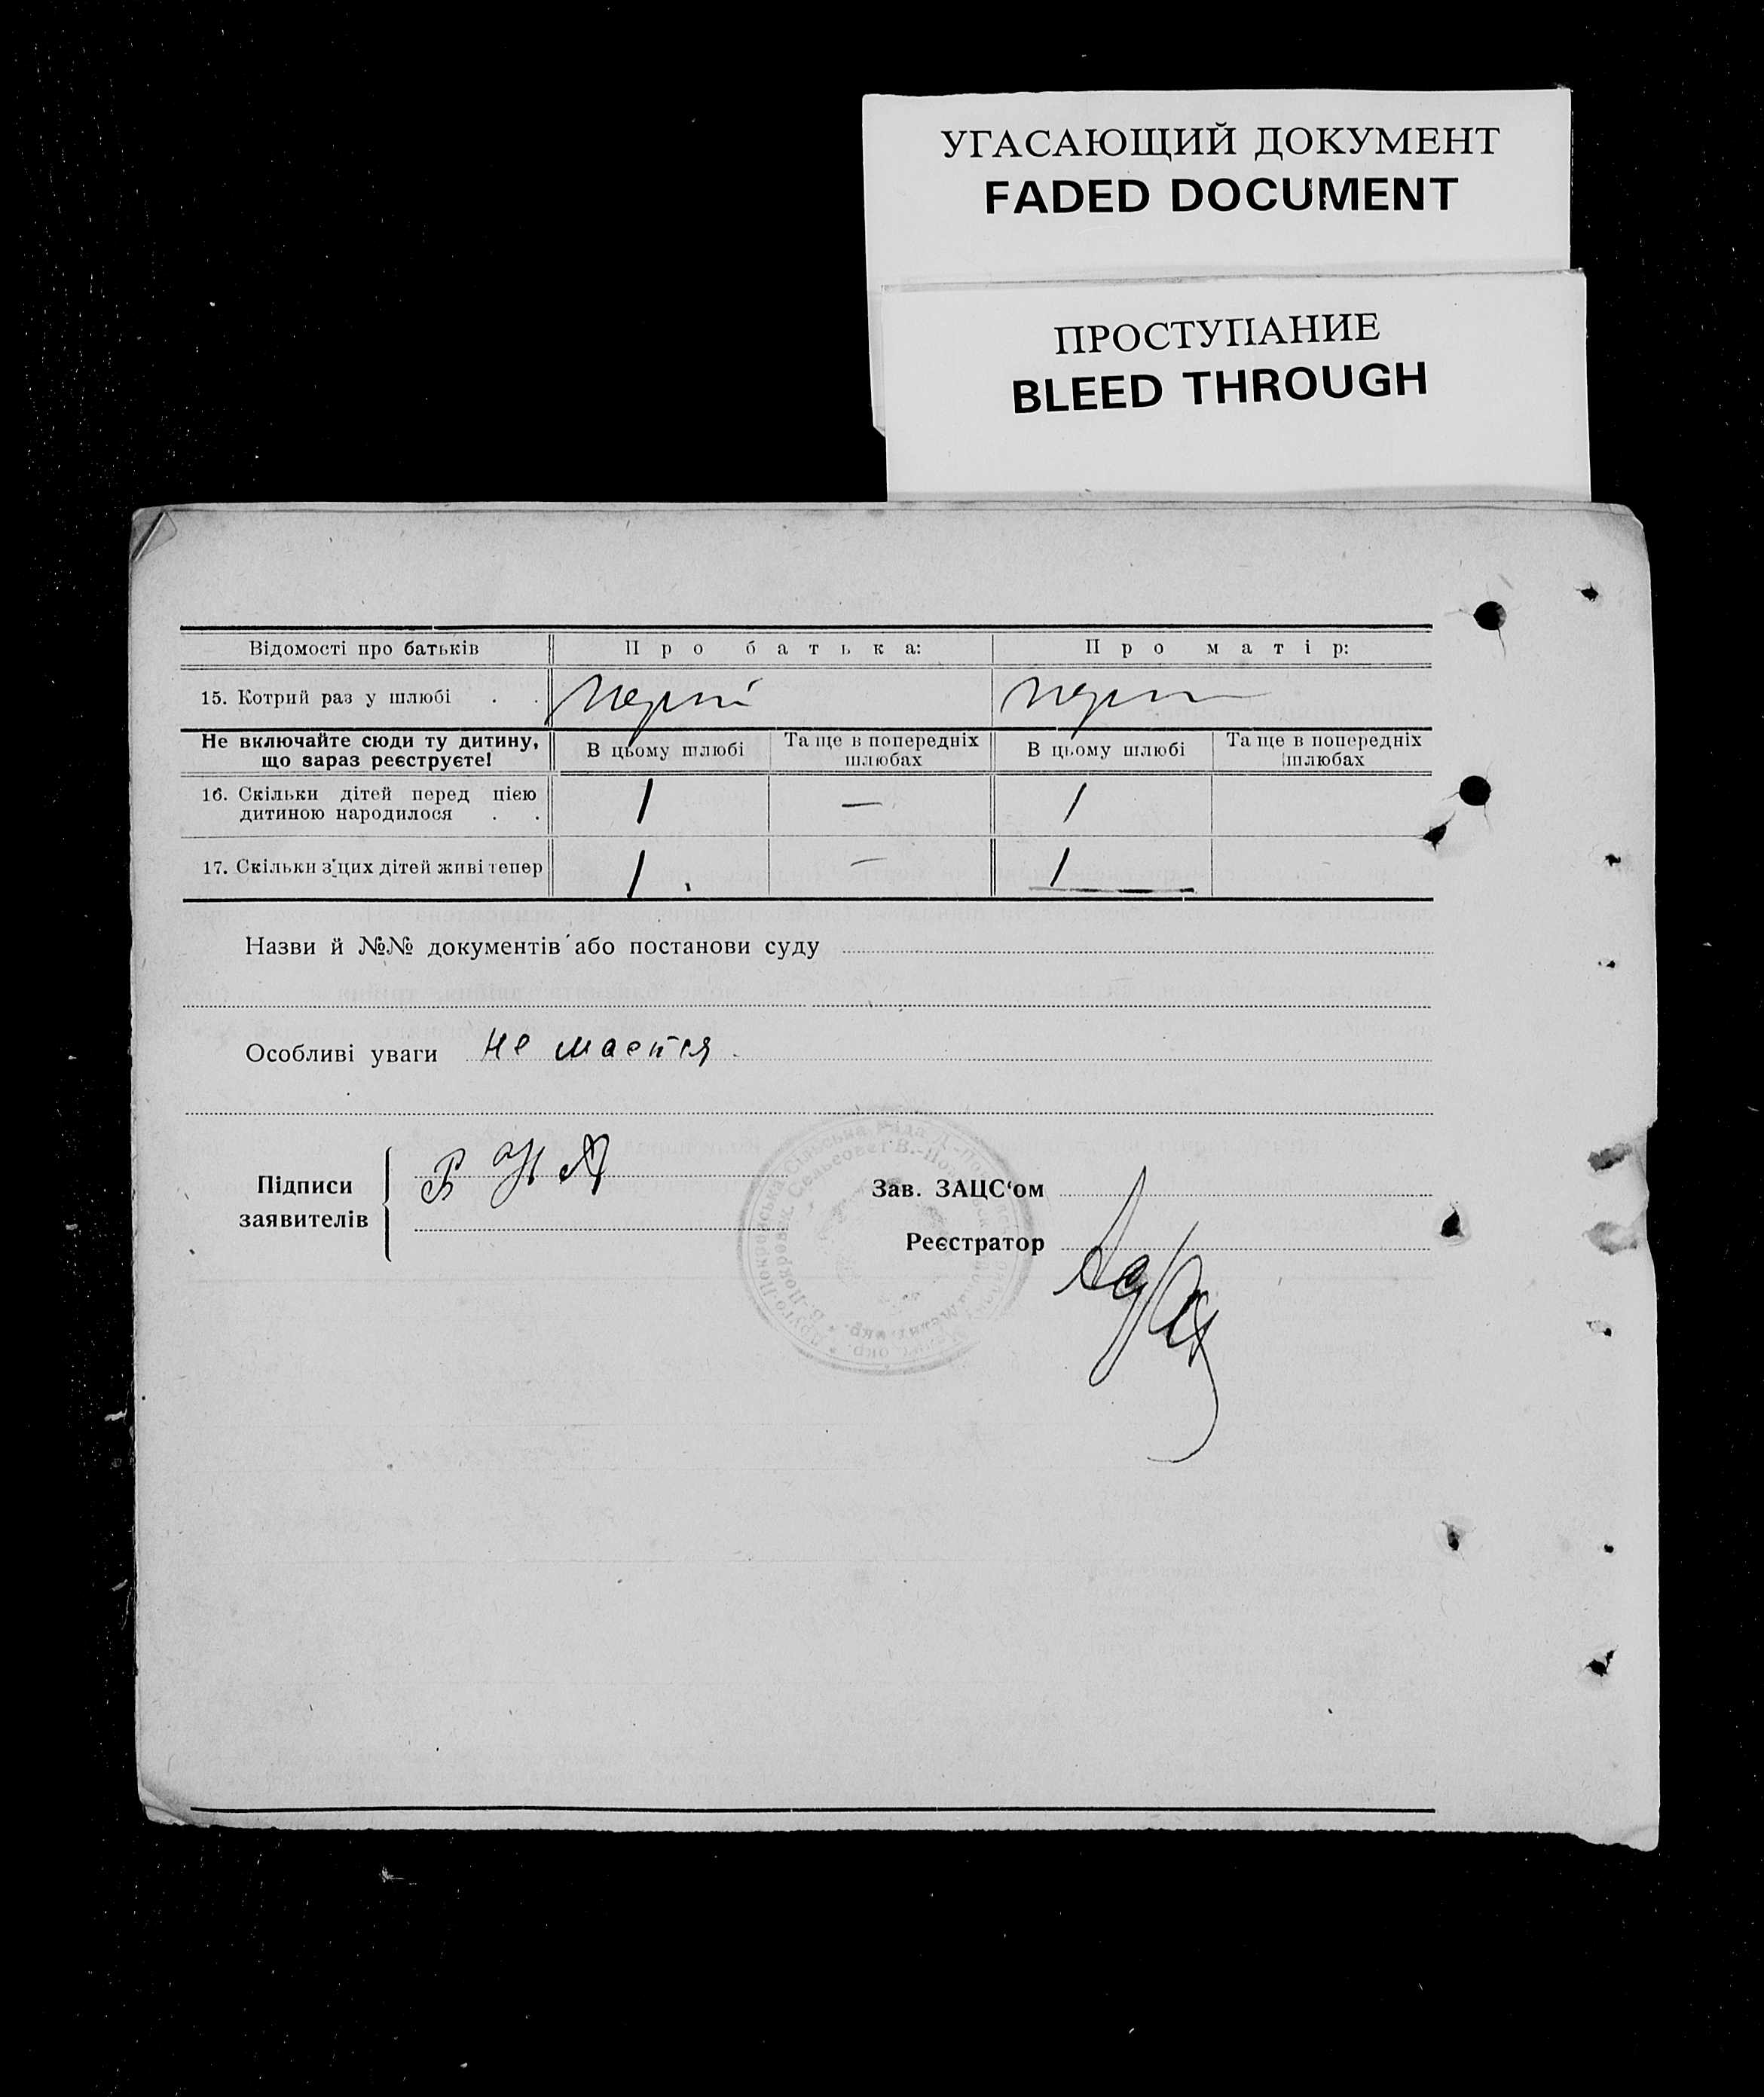 УГАСАЮЩИЙ ДОКУМЕНТ
FADED DOCUMENT
ПРОСТУПАНИЕ
BLEED THROUGH
Відомості про батьків Про батька: Про матір:
15. Котрий раз у шлюбі . .
Не включайте сюди ту дитину, що зараз реєструєте! В цьому шлюбі Та ще в попередніх шлюбах В цьому шлюбі Та ще в попередніх шлюбах
16. Скільки дітей перед цією
дитиною народилося . . 1 — 1
17. Скільки з цих дітей живі тепер 1. — 1
Назви й №№ документів або постанови суду
Особливі уваги не мается.
Підписи
заявителів
Зав. ЗАЦС‘ом
Реєстратор